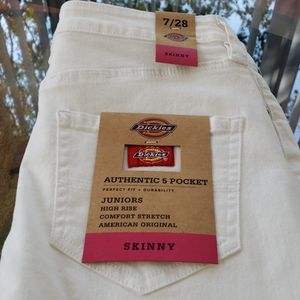 7/28
Dickies
SKINNY
Dickies
Dickies
AUTHENTIC 5 POCKET
PERFECT FIT + DURABILITY
JUNIORS
HIGH RISE
COMFORT STRETCH
AMERICAN ORIGINAL
SKINNY